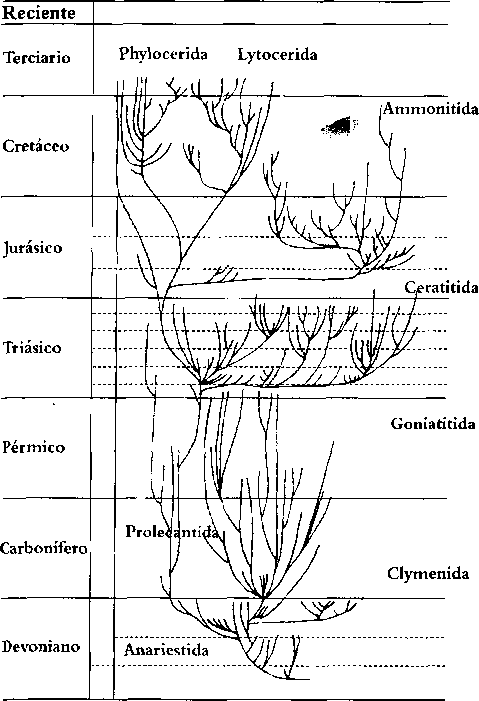 Reciente
Terciario
Phylocerida
Lytocerida
Ammonitida
Cretáceo
Jurásico
Ceratitida
Triásico
Goniatitida
Pérmico
Prolecantida
Carbonífero
Clymenida
Devoniano
Anariestida